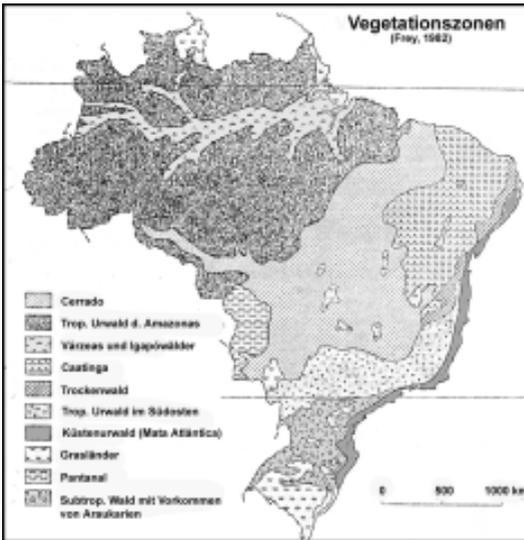 Vegetationszonen
(Frey, 1982)
Cerrado
Trop. Urwald d. Amazonas
Várzeas und Igapówälder
Caatinga
Trockenwald
Trop. Urwald im Südosten
Küstenurwald (Mata Atlântica)
Grasländer
Pantanal
Subtrop. Wald mit Vorkommen
von Araukarien
0 500 1000 km